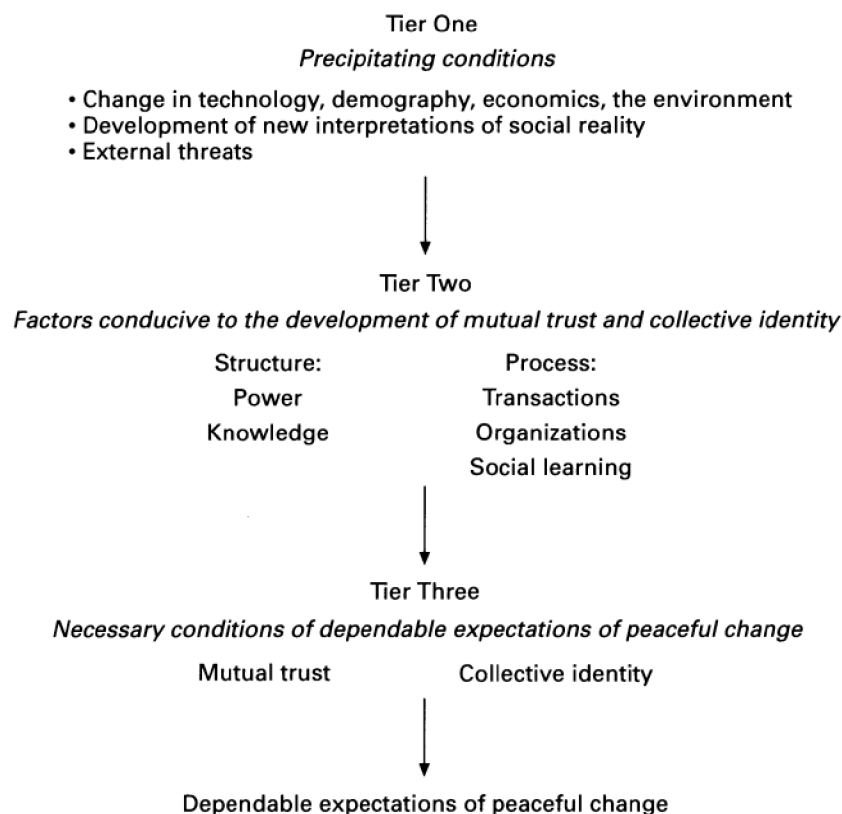 Tier One
Precipitating conditions
• Change in technology, demography, economics, the environment
• Development of new interpretations of social reality
• External threats
Tier Two
Factors conducive to the development of mutual trust and collective identity
Structure: Process:
Power Transactions
Knowledge Organizations
Social learning
Tier Three
Necessary conditions of dependable expectations of peaceful change
Mutual trust Collective identity
Dependable expectations of peaceful change